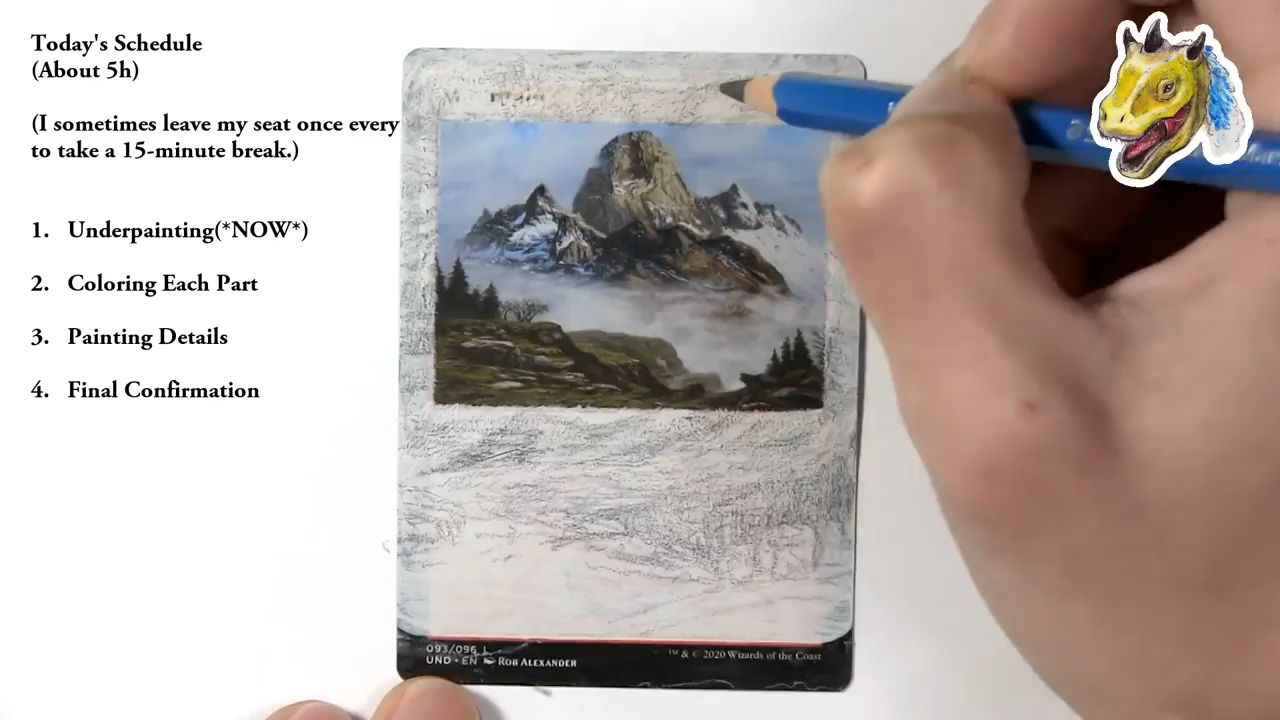 Today's Schedule
(About 5h)
(I sometimes leave my seat once every
to take a 15-minute break.)
1. Underpainting(*NOW*)
2. Coloring Each Part
3. Painting Details
4. Final Confirmation
093/096 L
UND • EN ROB ALEXANDER
™ & © 2020 Wizards of the Coast